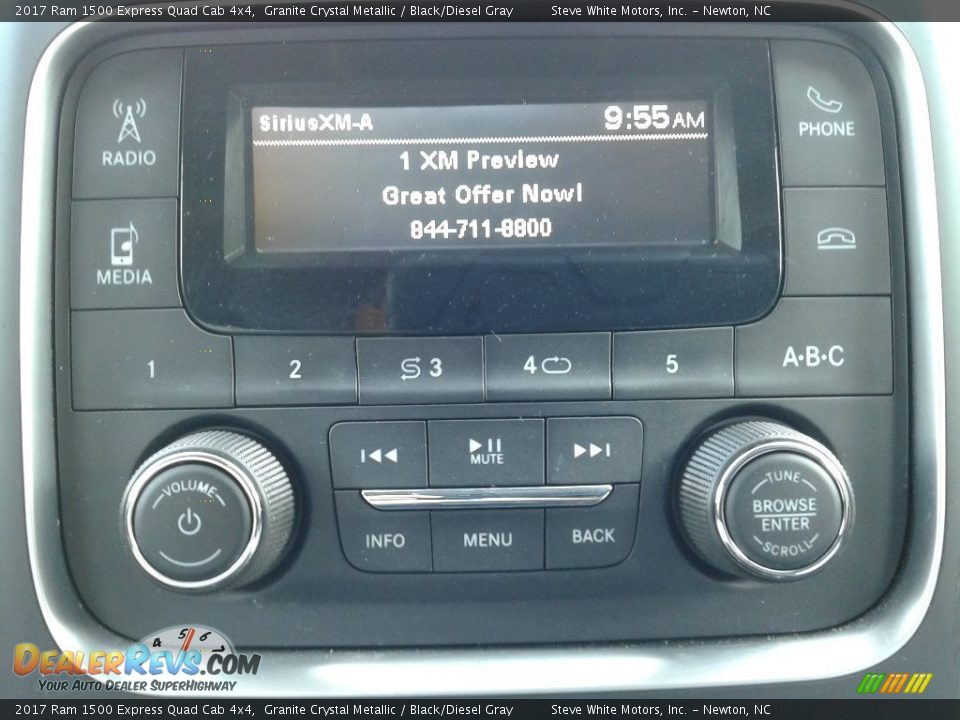 2017 Ram 1500 Express Quad Cab 4x4, Granite Crystal Metallic / Black/Diesel Gray Steve White Motors, Inc. – Newton, NC
SiriusXM-A 9:55AM
1 XM Preview
Great Offer Now!
844-711-8800
RADIO
PHONE
MEDIA
1 2 3 4 5 A·B·C
MUTE
VOLUME
INFO MENU BACK
TUNE
BROWSE
ENTER
SCROLL
4 5 6
DealerRevs.com
Your Auto Dealer SuperHighway
2017 Ram 1500 Express Quad Cab 4x4, Granite Crystal Metallic / Black/Diesel Gray Steve White Motors, Inc. – Newton, NC